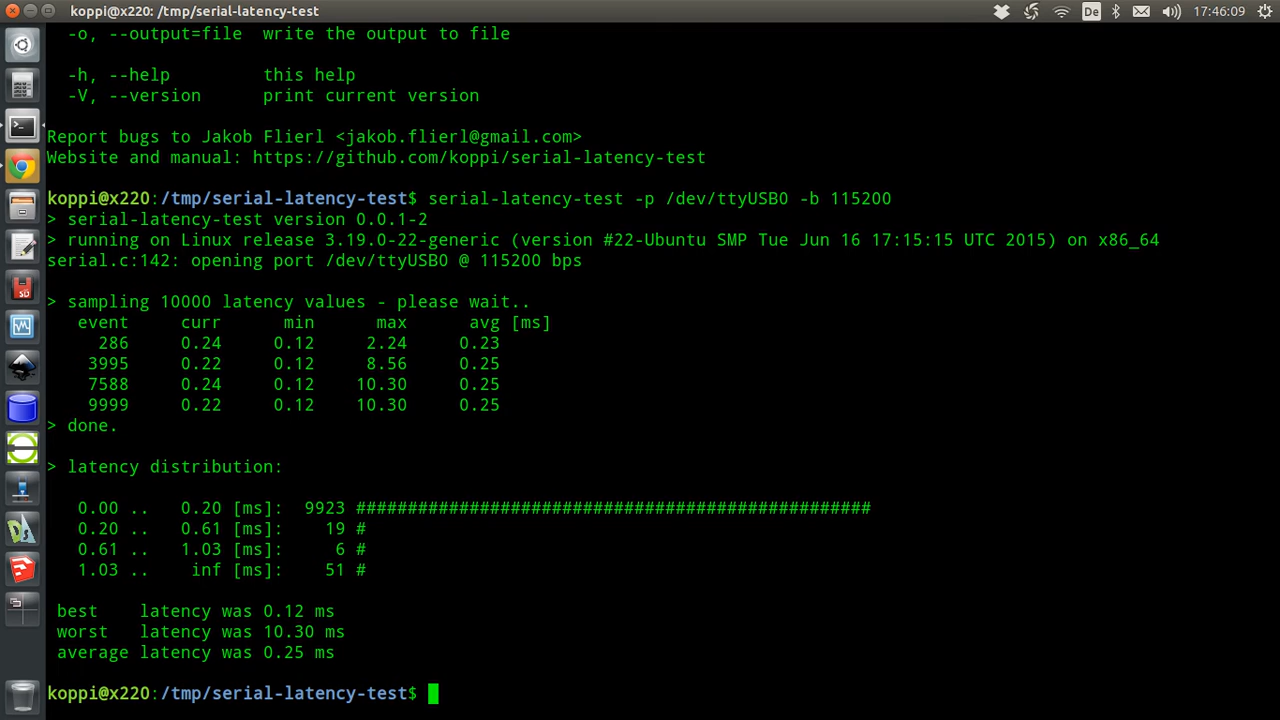 koppi@x220: /tmp/serial-latency-test
De
17:46:09
-o, --output=file  write the output to file
-h, --help         this help
-V, --version      print current version
Report bugs to Jakob Flierl <jakob.flierl@gmail.com>
Website and manual: https://github.com/koppi/serial-latency-test
koppi@x220:/tmp/serial-latency-test$ serial-latency-test -p /dev/ttyUSB0 -b 115200
> serial-latency-test version 0.0.1-2
> running on Linux release 3.19.0-22-generic (version #22-Ubuntu SMP Tue Jun 16 17:15:15 UTC 2015) on x86_64
serial.c:142: opening port /dev/ttyUSB0 @ 115200 bps
> sampling 10000 latency values - please wait..
event     curr      min      max      avg [ms]
286     0.24     0.12     2.24     0.23
3995     0.22     0.12     8.56     0.25
7588     0.24     0.12    10.30     0.25
9999     0.22     0.12    10.30     0.25
> done.
> latency distribution:
0.00 ..   0.20 [ms]:  9923 ##################################################
0.20 ..   0.61 [ms]:    19 #
0.61 ..   1.03 [ms]:     6 #
1.03 ..    inf [ms]:    51 #
best    latency was 0.12 ms
worst   latency was 10.30 ms
average latency was 0.25 ms
koppi@x220:/tmp/serial-latency-test$